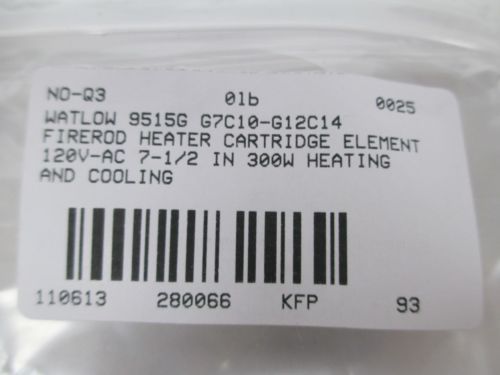 NO-Q3 01b 0025
WATLOW 9515G G7C10-G12C14
FIREROD HEATER CARTRIDGE ELEMENT
120V-AC 7-1/2 IN 300W HEATING
AND COOLING
110613 280066 KFP 93